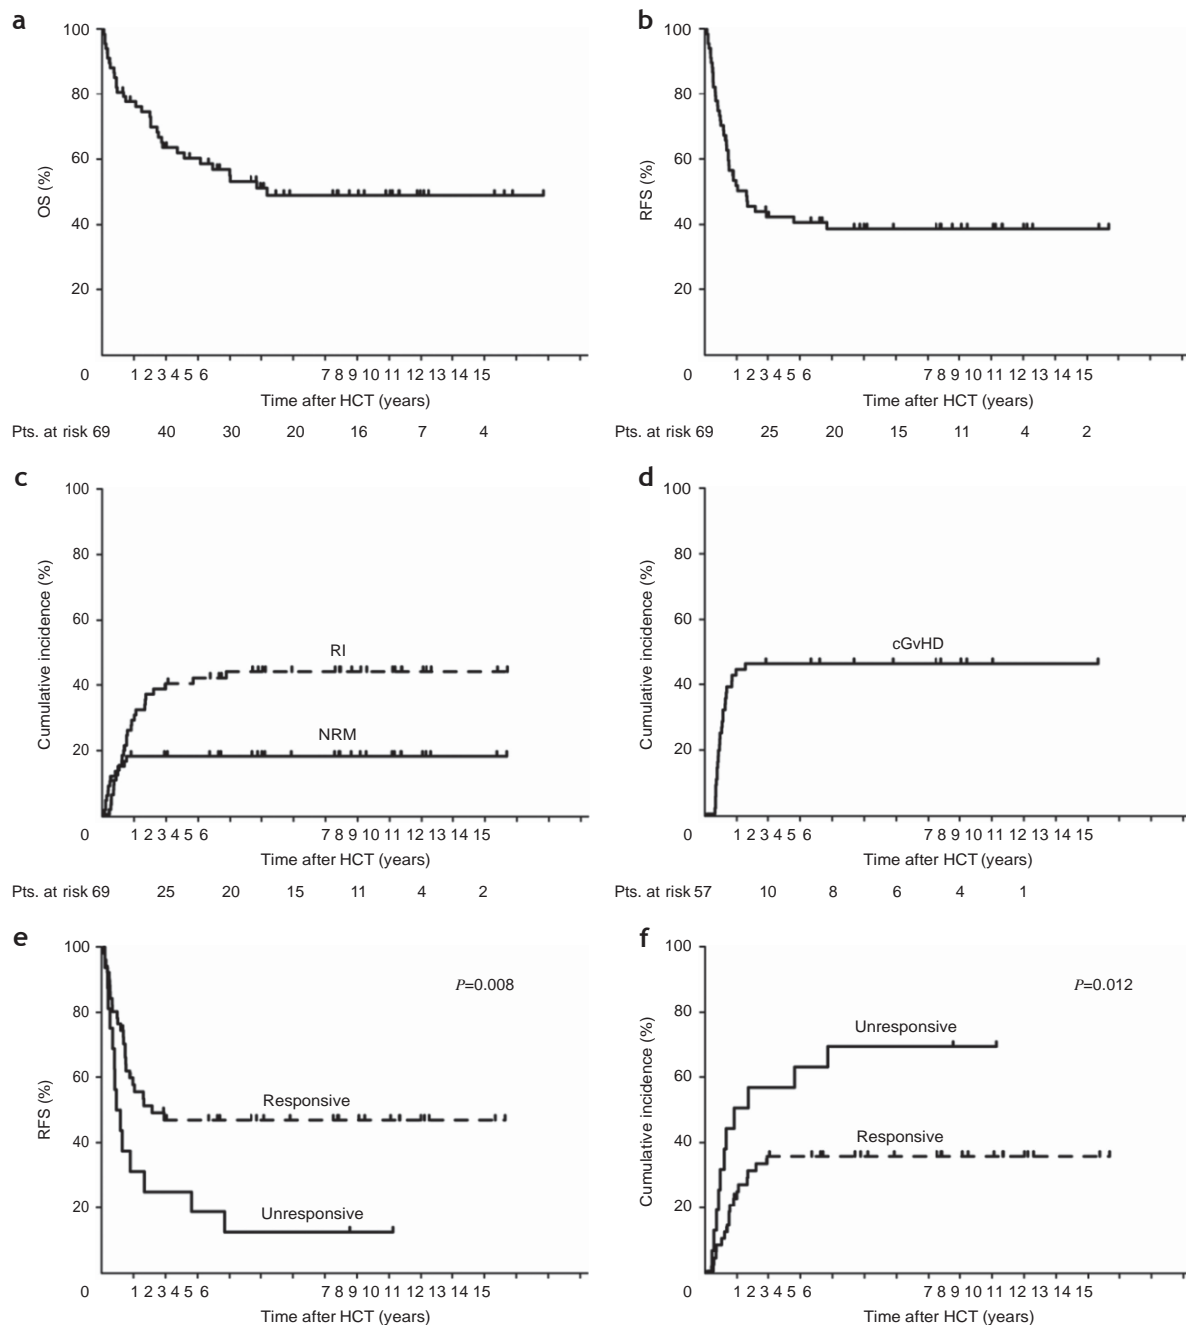 a
100
80
60
40
20
OS (%)
0 1 2 3 4 5 6 7 8 9 10 11 12 13 14 15
Time after HCT (years)
Pts. at risk 69 40 30 20 16 7 4
b
100
80
60
40
20
RFS (%)
0 1 2 3 4 5 6 7 8 9 10 11 12 13 14 15
Time after HCT (years)
Pts. at risk 69 25 20 15 11 4 2
c
100
80
60
40
20
Cumulative incidence (%)
RI
NRM
0 1 2 3 4 5 6 7 8 9 10 11 12 13 14 15
Time after HCT (years)
Pts. at risk 69 25 20 15 11 4 2
d
100
80
60
40
20
Cumulative incidence (%)
cGvHD
0 1 2 3 4 5 6 7 8 9 10 11 12 13 14 15
Time after HCT (years)
Pts. at risk 57 10 8 6 4 1
e
100
80
60
40
20
RFS (%)
P=0.008
Responsive
Unresponsive
0 1 2 3 4 5 6 7 8 9 10 11 12 13 14 15
Time after HCT (years)
f
100
80
60
40
20
Cumulative incidence (%)
P=0.012
Unresponsive
Responsive
0 1 2 3 4 5 6 7 8 9 10 11 12 13 14 15
Time after HCT (years)